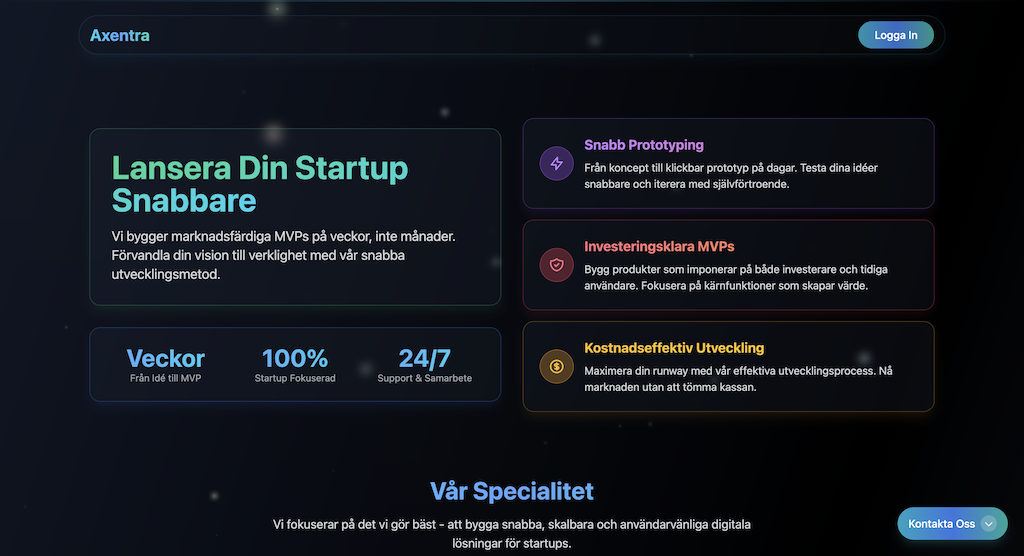 Axentra
Logga In
Lansera Din Startup
Snabbare
Vi bygger marknadsfärdiga MVPs på veckor, inte månader.
Förvandla din vision till verklighet med vår snabba
utvecklingsmetod.
Veckor
Från Idé till MVP
100%
Startup Fokuserad
24/7
Support & Samarbete
Snabb Prototyping
Från koncept till klickbar prototyp på dagar. Testa dina idéer
snabbare och iterera med självförtroende.
Investeringsklara MVPs
Bygg produkter som imponerar på både investerare och tidiga
användare. Fokusera på kärnfunktioner som skapar värde.
Kostnadseffektiv Utveckling
Maximera din runway med vår effektiva utvecklingsprocess. Nå
marknaden utan att tömma kassan.
Vår Specialitet
Vi fokuserar på det vi gör bäst - att bygga snabba, skalbara och användarvänliga digitala
lösningar för startups.
Kontakta Oss